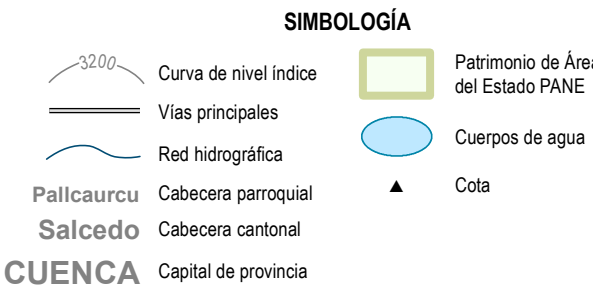 SIMBOLOGÍA
3200
Curva de nivel índice
Vías principales
Red hidrográfica
Pallcaurcu Cabecera parroquial
Salcedo Cabecera cantonal
CUENCA Capital de provincia
Patrimonio de Área
del Estado PANE
Cuerpos de agua
Cota